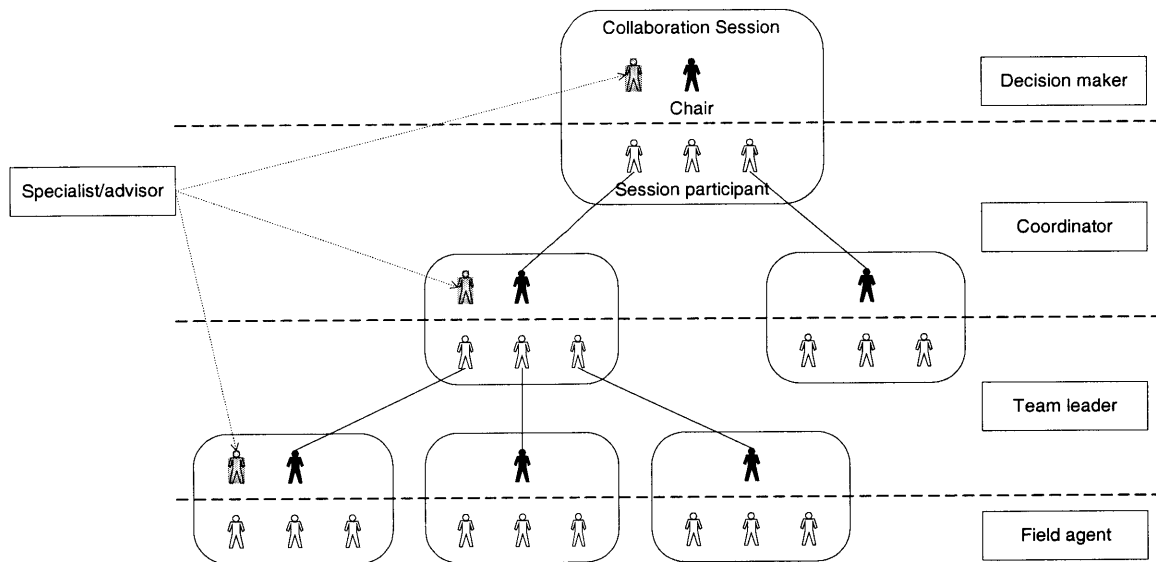 Collaboration Session
Decision maker
Chair
Specialist/advisor
Session participant
Coordinator
Team leader
Field agent